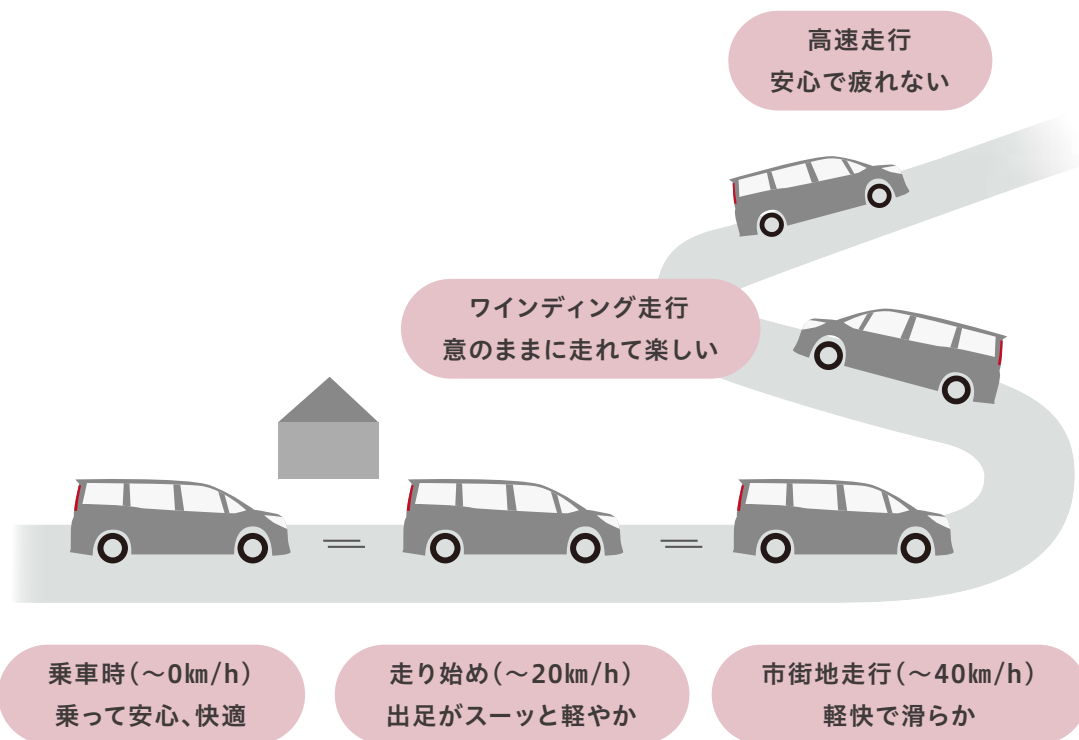 高速走行
安心で疲れない
ワインディング走行
意のままに走れて楽しい
乗車時(～0㎞/h)
乗って安心、快適
走り始め(～20㎞/h)
出足がスーッと軽やか
市街地走行(～40㎞/h)
軽快で滑らか